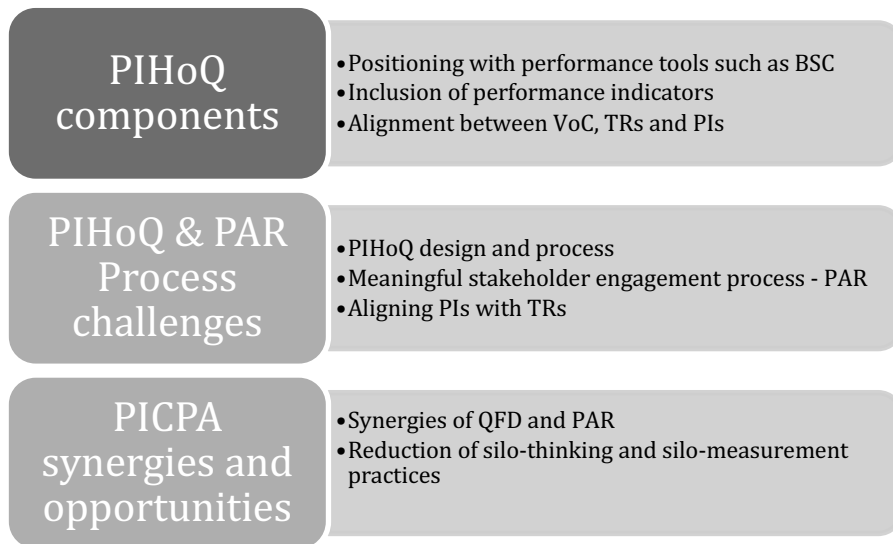 PIHoQ
components
•Positioning with performance tools such as BSC
•Inclusion of performance indicators
•Alignment between VoC, TRs and PIs
PIHoQ & PAR
Process
challenges
•PIHoQ design and process
•Meaningful stakeholder engagement process - PAR
•Aligning PIs with TRs
PICPA
synergies and
opportunities
•Synergies of QFD and PAR
•Reduction of silo-thinking and silo-measurement
practices